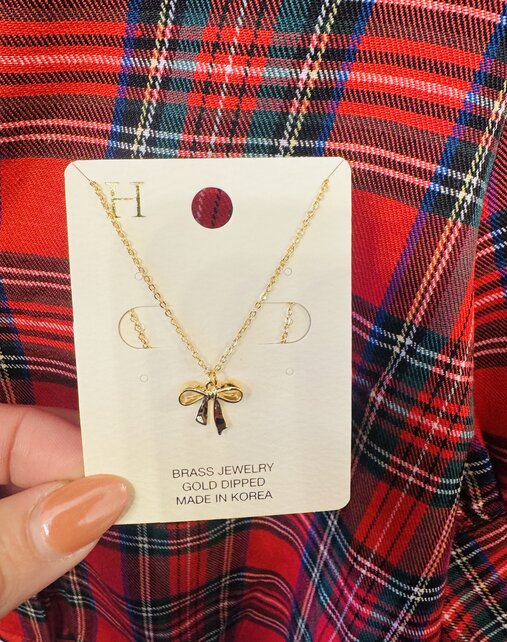 H
BRASS JEWELRY
GOLD DIPPED
MADE IN KOREA